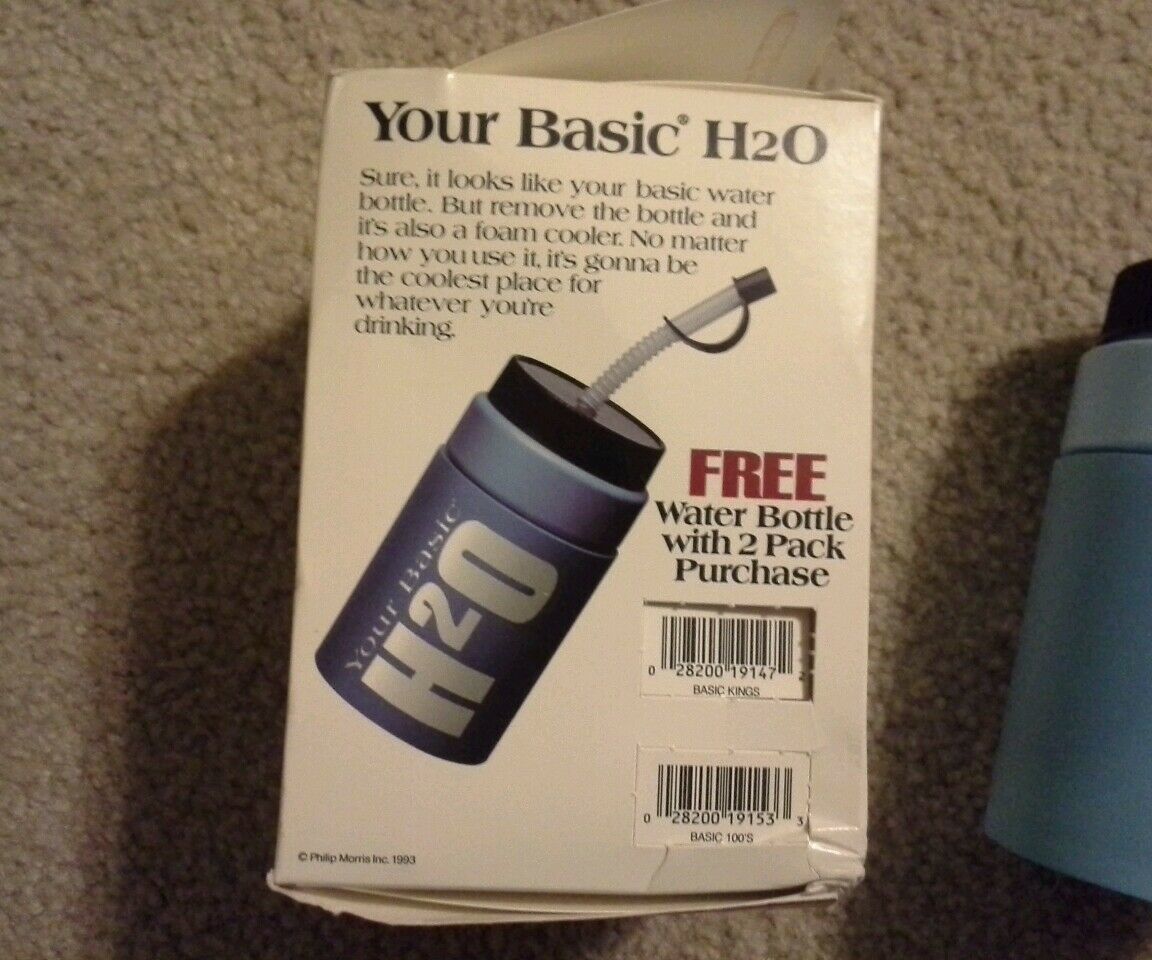 Your Basic® H2O
Sure, it looks like your basic water
bottle. But remove the bottle and
it's also a foam cooler. No matter
how you use it, it's gonna be
the coolest place for
whatever you're
drinking.
Your Basic
H2O
FREE
Water Bottle
with 2 Pack
Purchase
0 28200 19147 2
BASIC KINGS
0 28200 19153 3
BASIC 100'S
© Philip Morris Inc. 1993